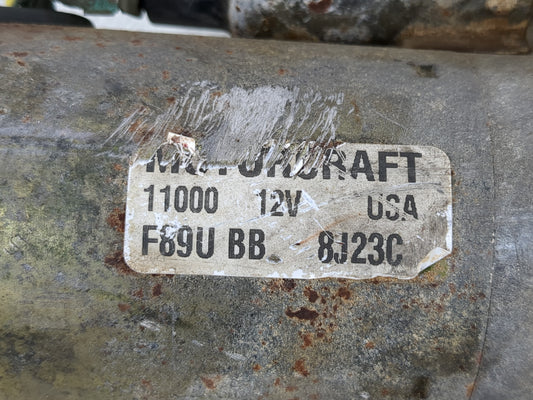 MOTORCRAFT
11000 12V USA
F89U BB 8J23C